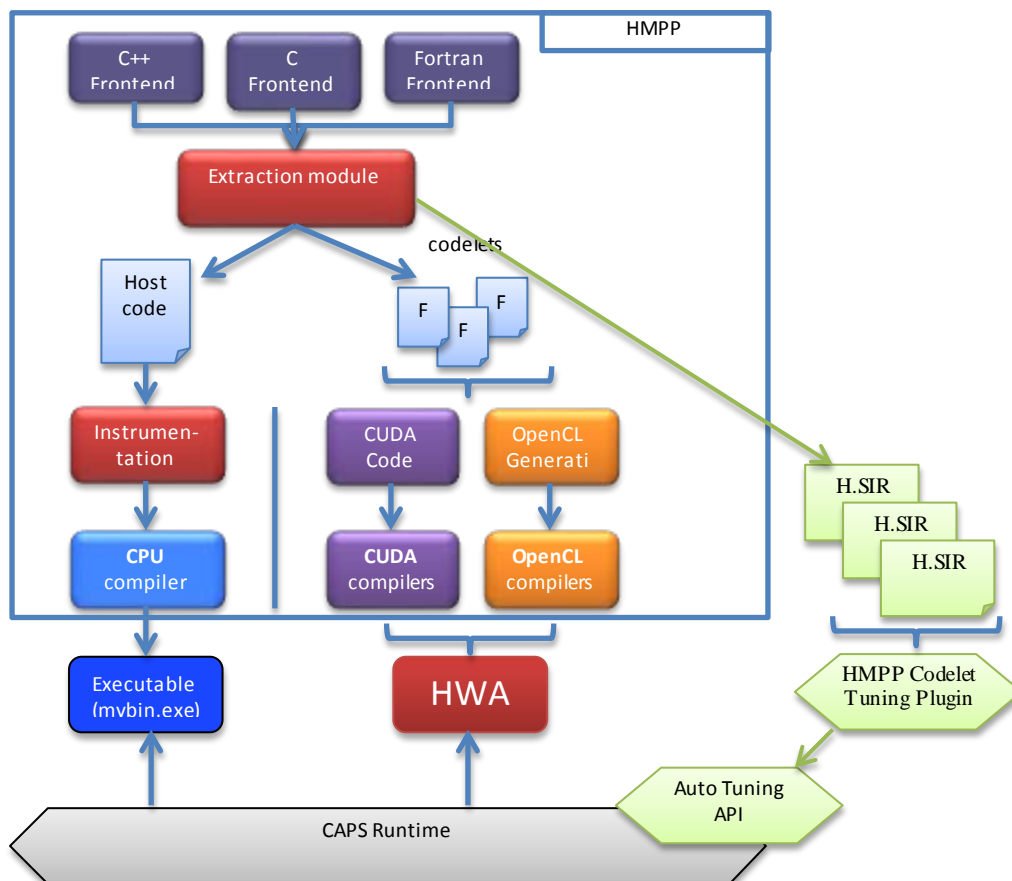 HMPP
C++
Frontend
C
Frontend
Fortran
Frontend
Extraction module
codelets
Host
code
F
F
F
Instrumen-
tation
CUDA
Code
OpenCL
Generati
H.SIR
H.SIR
H.SIR
CPU
compiler
CUDA
compilers
OpenCL
compilers
Executable
(mvbin.exe)
HWA
HMPP Codelet
Tuning Plugin
Auto Tuning
API
CAPS Runtime